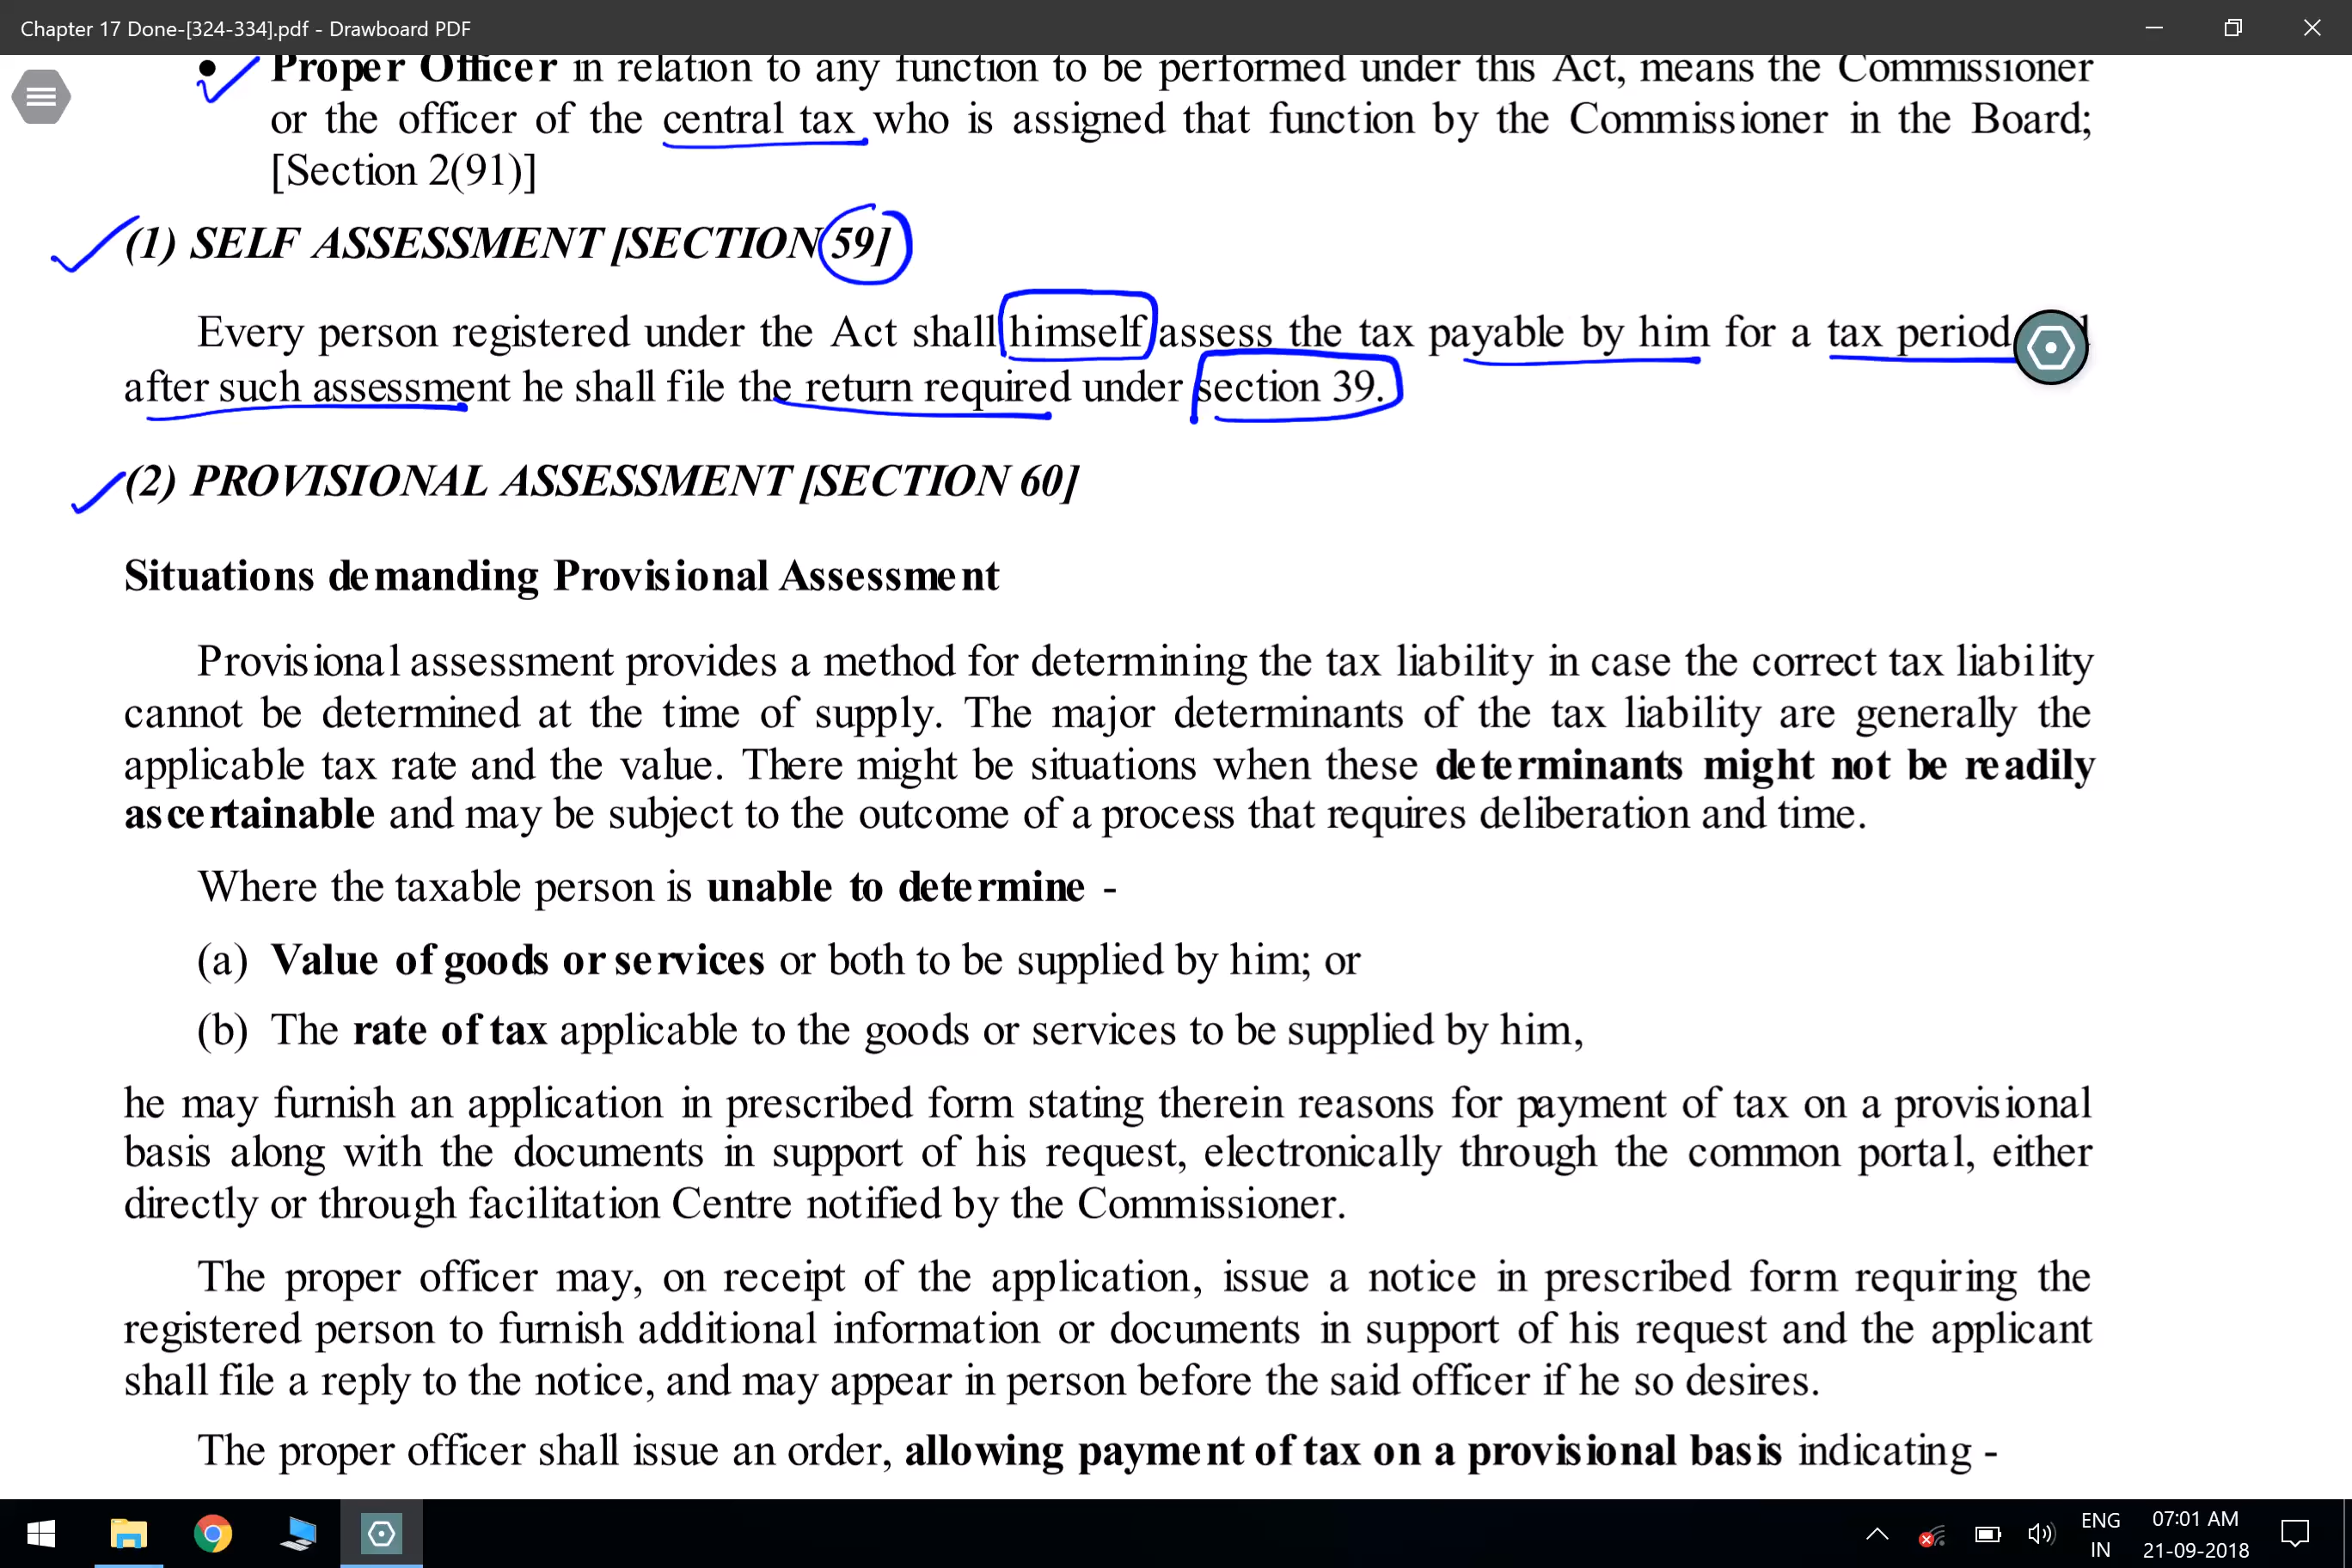 Chapter 17 Done-[324-334].pdf - Drawboard PDF
• Proper Officer in relation to any function to be performed under this Act, means the Commissioner
or the officer of the central tax who is assigned that function by the Commissioner in the Board;
[Section 2(91)]
(1) SELF ASSESSMENT [SECTION 59]
Every person registered under the Act shall himself assess the tax payable by him for a tax period
after such assessment he shall file the return required under section 39.
(2) PROVISIONAL ASSESSMENT [SECTION 60]
Situations demanding Provisional Assessment
Provisional assessment provides a method for determining the tax liability in case the correct tax liability
cannot be determined at the time of supply. The major determinants of the tax liability are generally the
applicable tax rate and the value. There might be situations when these determinants might not be readily
ascertainable and may be subject to the outcome of a process that requires deliberation and time.
Where the taxable person is unable to determine -
(a) Value of goods or services or both to be supplied by him; or
(b) The rate of tax applicable to the goods or services to be supplied by him,
he may furnish an application in prescribed form stating therein reasons for payment of tax on a provisional
basis along with the documents in support of his request, electronically through the common portal, either
directly or through facilitation Centre notified by the Commissioner.
The proper officer may, on receipt of the application, issue a notice in prescribed form requiring the
registered person to furnish additional information or documents in support of his request and the applicant
shall file a reply to the notice, and may appear in person before the said officer if he so desires.
The proper officer shall issue an order, allowing payment of tax on a provisional basis indicating -
ENG 07:01 AM
IN 21-09-2018